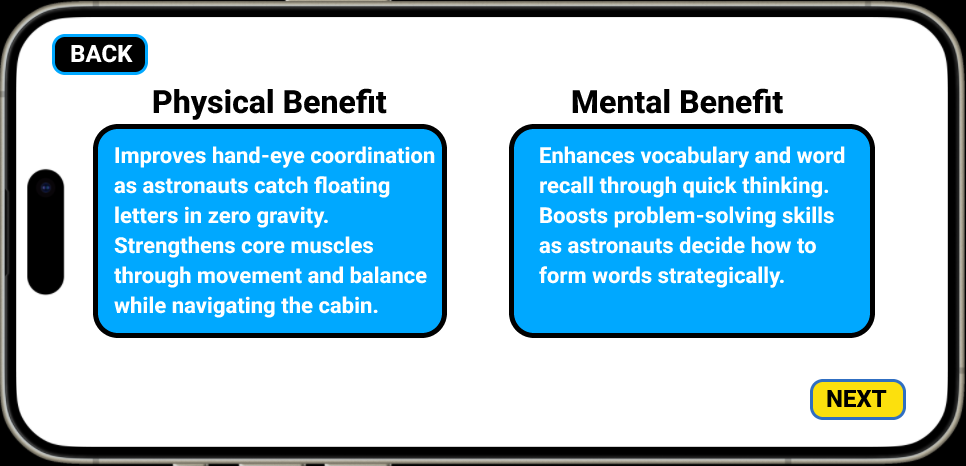 BACK
Physical Benefit
Improves hand-eye coordination
as astronauts catch floating
letters in zero gravity.
Strengthens core muscles
through movement and balance
while navigating the cabin.
Mental Benefit
Enhances vocabulary and word
recall through quick thinking.
Boosts problem-solving skills
as astronauts decide how to
form words strategically.
NEXT